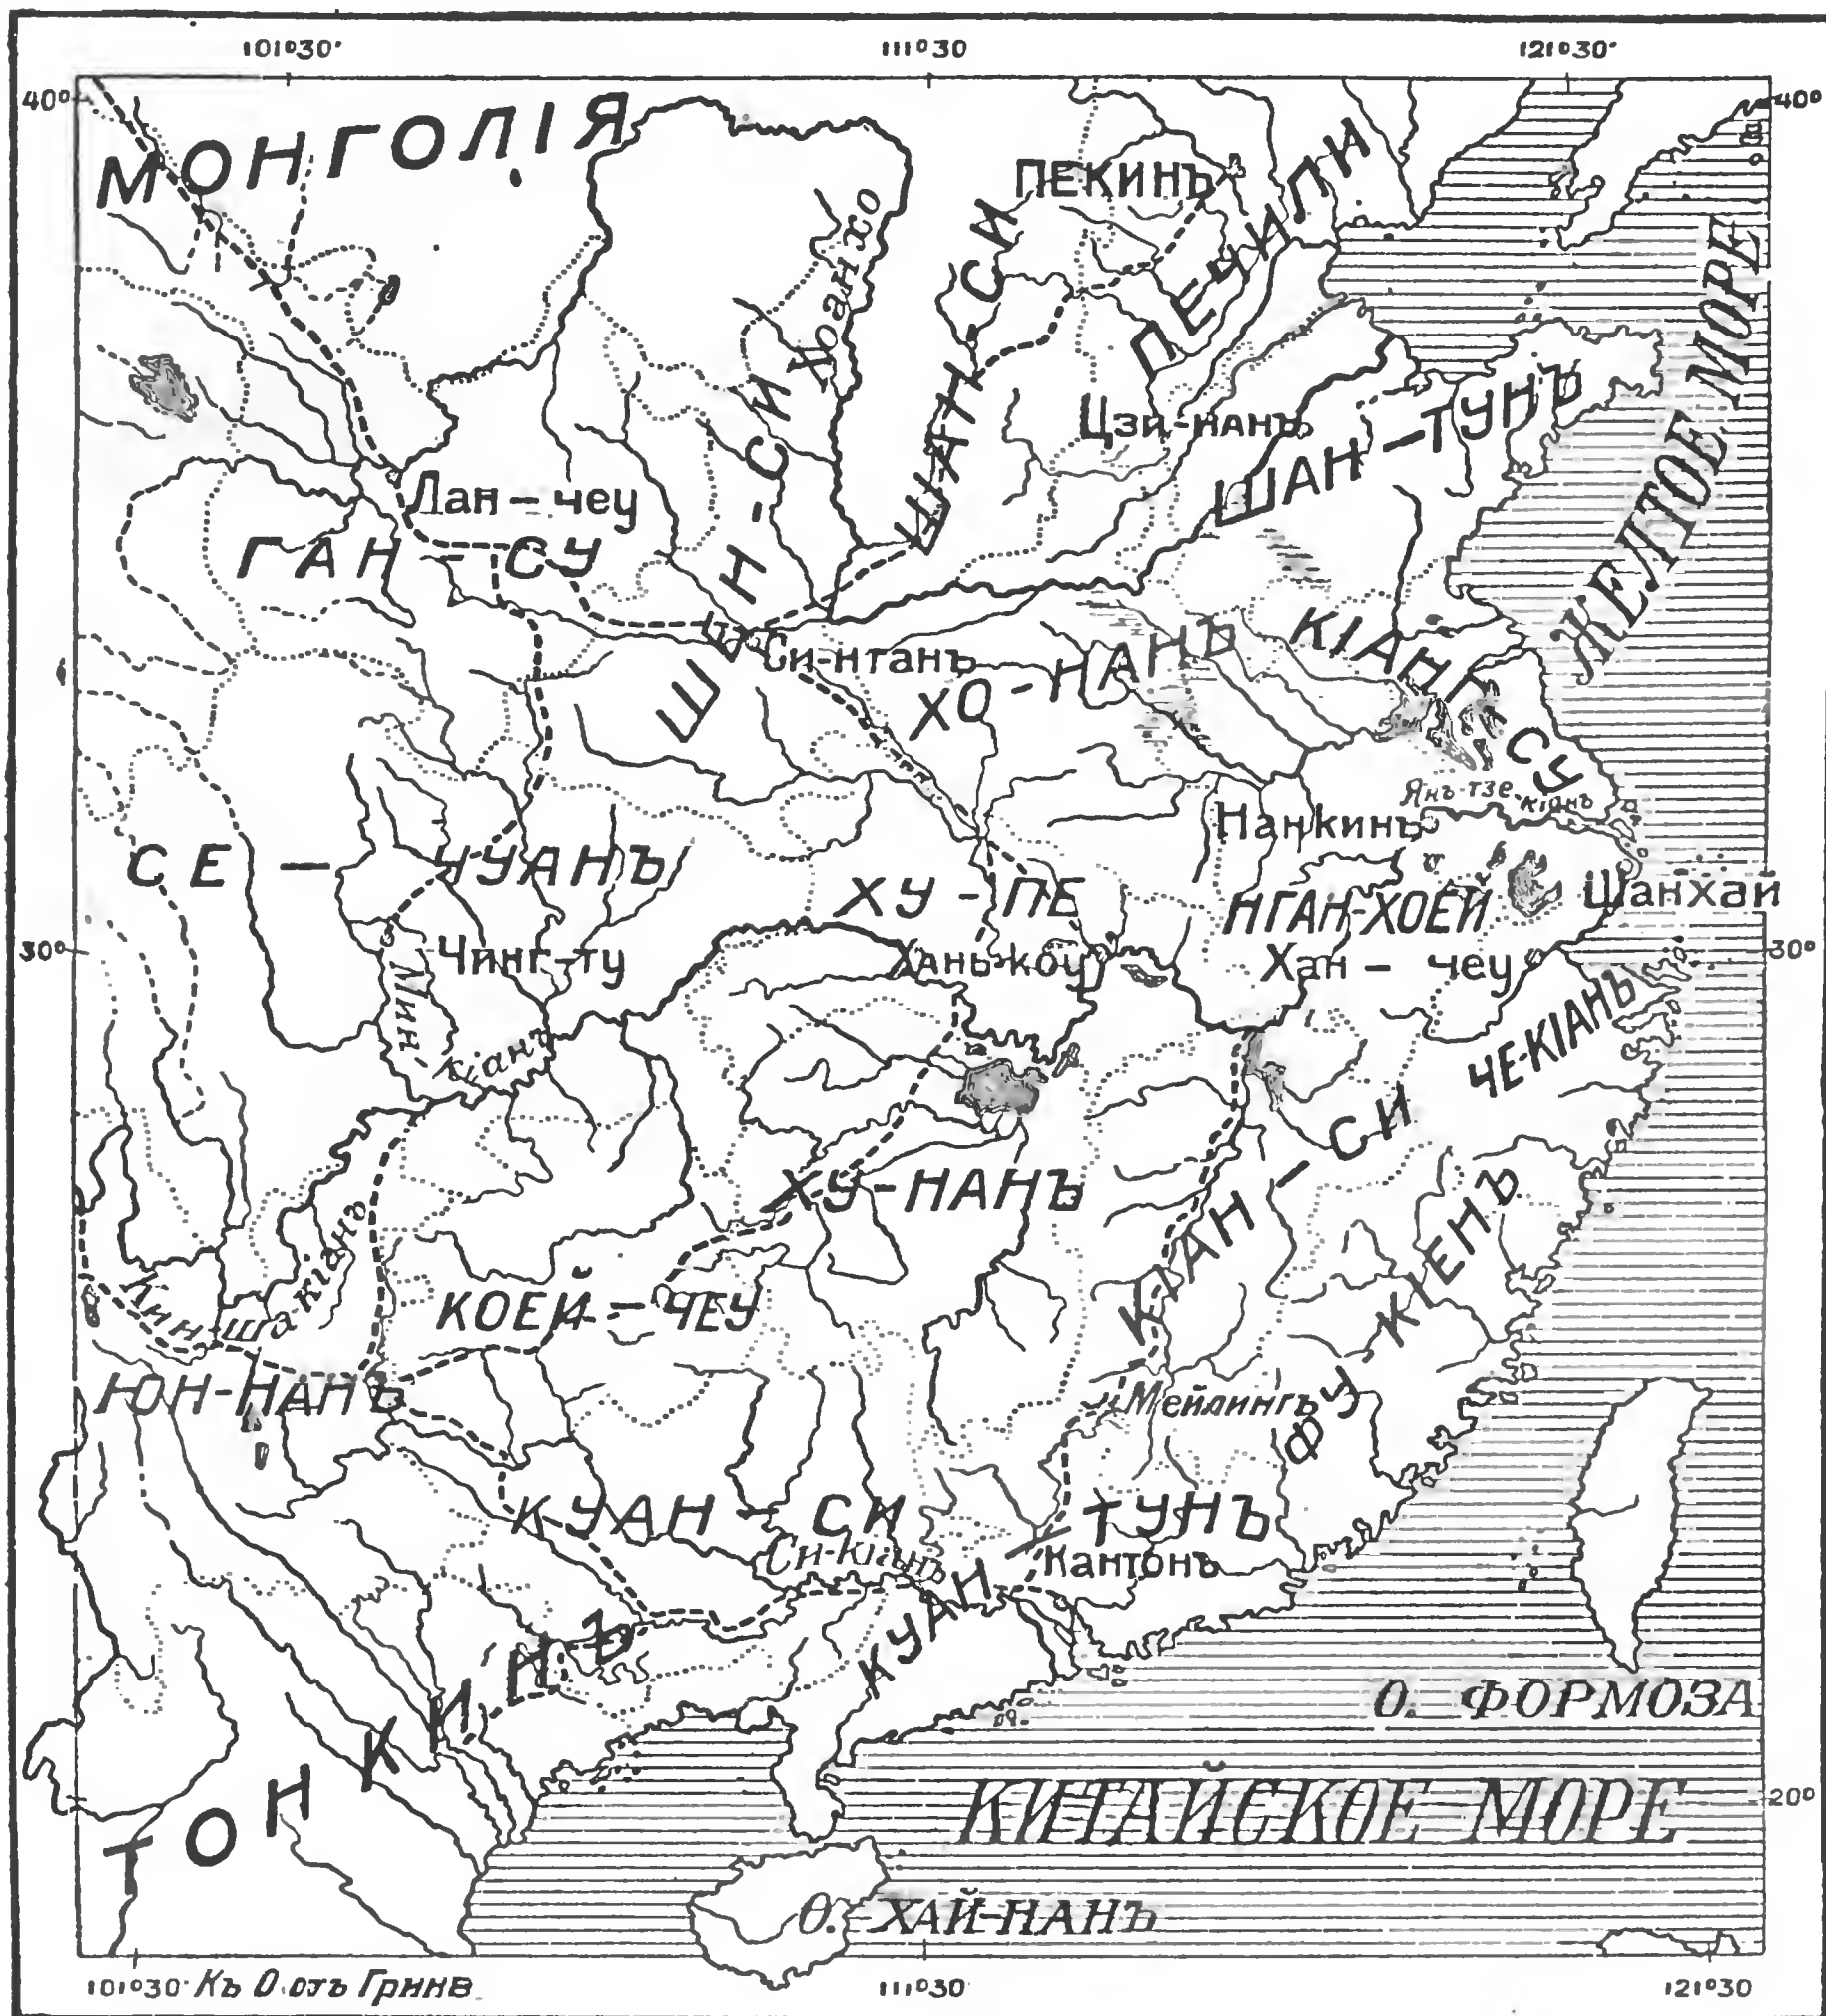 101°30'
111°30
121°30'
40°
40°
МОНГОЛІЯ
ПЕКИНЪ
ПЕЧИЛИ
Хоанхо
ШАН-СИ
ЖЕЛТОЕ МОРЕ
Цзи-нанъ
ШАН-ТУНЪ
Лан-чеу
ГАН-СУ
ШЕН-СИ
Си-нганъ
ХО-НАНЪ
КІАНГ-СУ
Янъ-тзе-кіанъ
Нанкинъ
СЕ-ЧУАНЪ
ХУ-ПЕ
НГАН-ХОЕЙ
Шанхай
30°
30°
Чинг-ту
Ханькоу
Хан-чеу
Мин-кіанъ
ЧЕ-КІАНЪ
КІАН-СИ
ХУ-НАНЪ
ФУ-КІЕНЪ
Кин-ша-кіанъ
КОЕЙ-ЧЕУ
ЮН-НАНЪ
Мейлингъ
КУАН-СИ
Си-кіанъ
КУАН-ТУНЪ
Кантонъ
ТОНКИНЪ
О. ФОРМОЗА
КИТАЙСКОЕ МОРЕ
20°
О. ХАЙ-НАНЪ
101°30' Къ О.отъ Гринв.
111°30
121°30